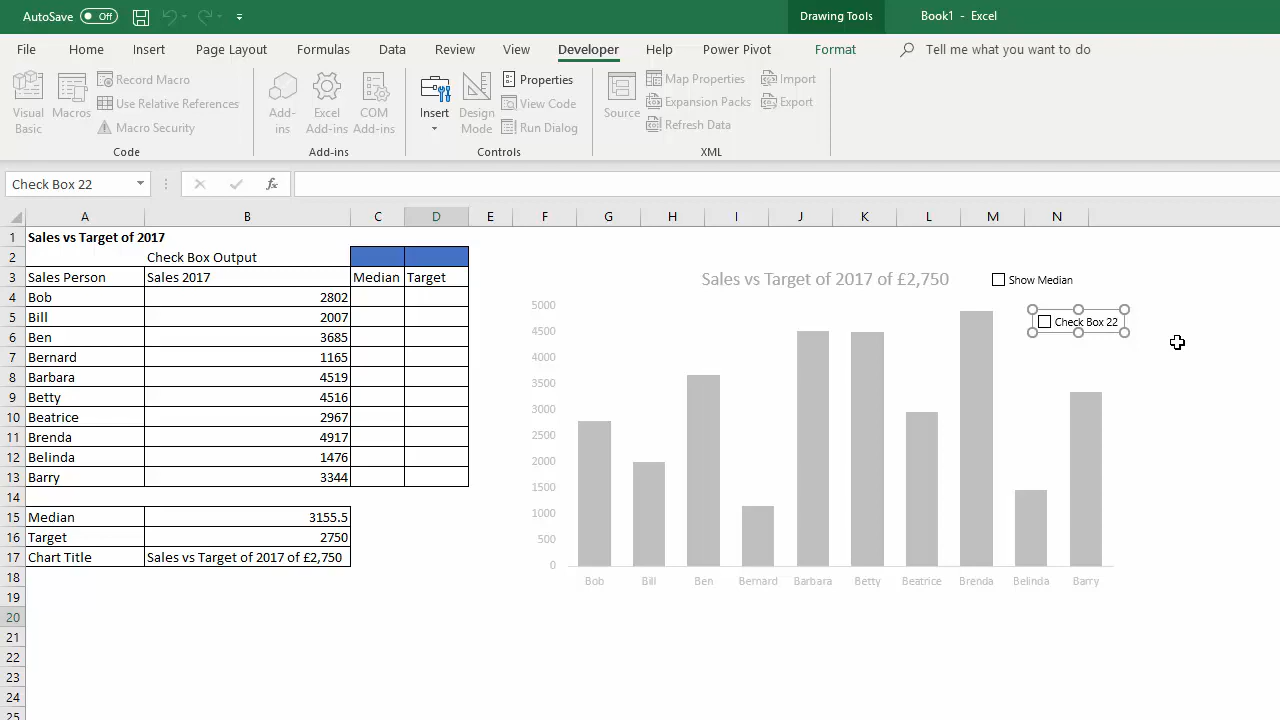 AutoSave Off Drawing Tools Book1 - Excel
File Home Insert Page Layout Formulas Data Review View Developer Help Power Pivot Format Tell me what you want to do
Visual Basic
Macros
Record Macro
Use Relative References
Macro Security
Code
Add-ins
Excel Add-ins
COM Add-ins
Add-ins
Insert
Design Mode
Properties
View Code
Run Dialog
Controls
Source
Map Properties
Expansion Packs
Refresh Data
Import
Export
XML
Check Box 22 fx
A B C D E F G H I J K L M N
1 Sales vs Target of 2017
2 Check Box Output
3 Sales Person Sales 2017 Median Target
4 Bob 2802
5 Bill 2007
6 Ben 3685
7 Bernard 1165
8 Barbara 4519
9 Betty 4516
10 Beatrice 2967
11 Brenda 4917
12 Belinda 1476
13 Barry 3344
14
15 Median 3155.5
16 Target 2750
17 Chart Title Sales vs Target of 2017 of £2,750
18
19
20
21
22
23
24
25
Sales vs Target of 2017 of £2,750
Show Median
Check Box 22
5000
4500
4000
3500
3000
2500
2000
1500
1000
500
0
Bob Bill Ben Bernard Barbara Betty Beatrice Brenda Belinda Barry